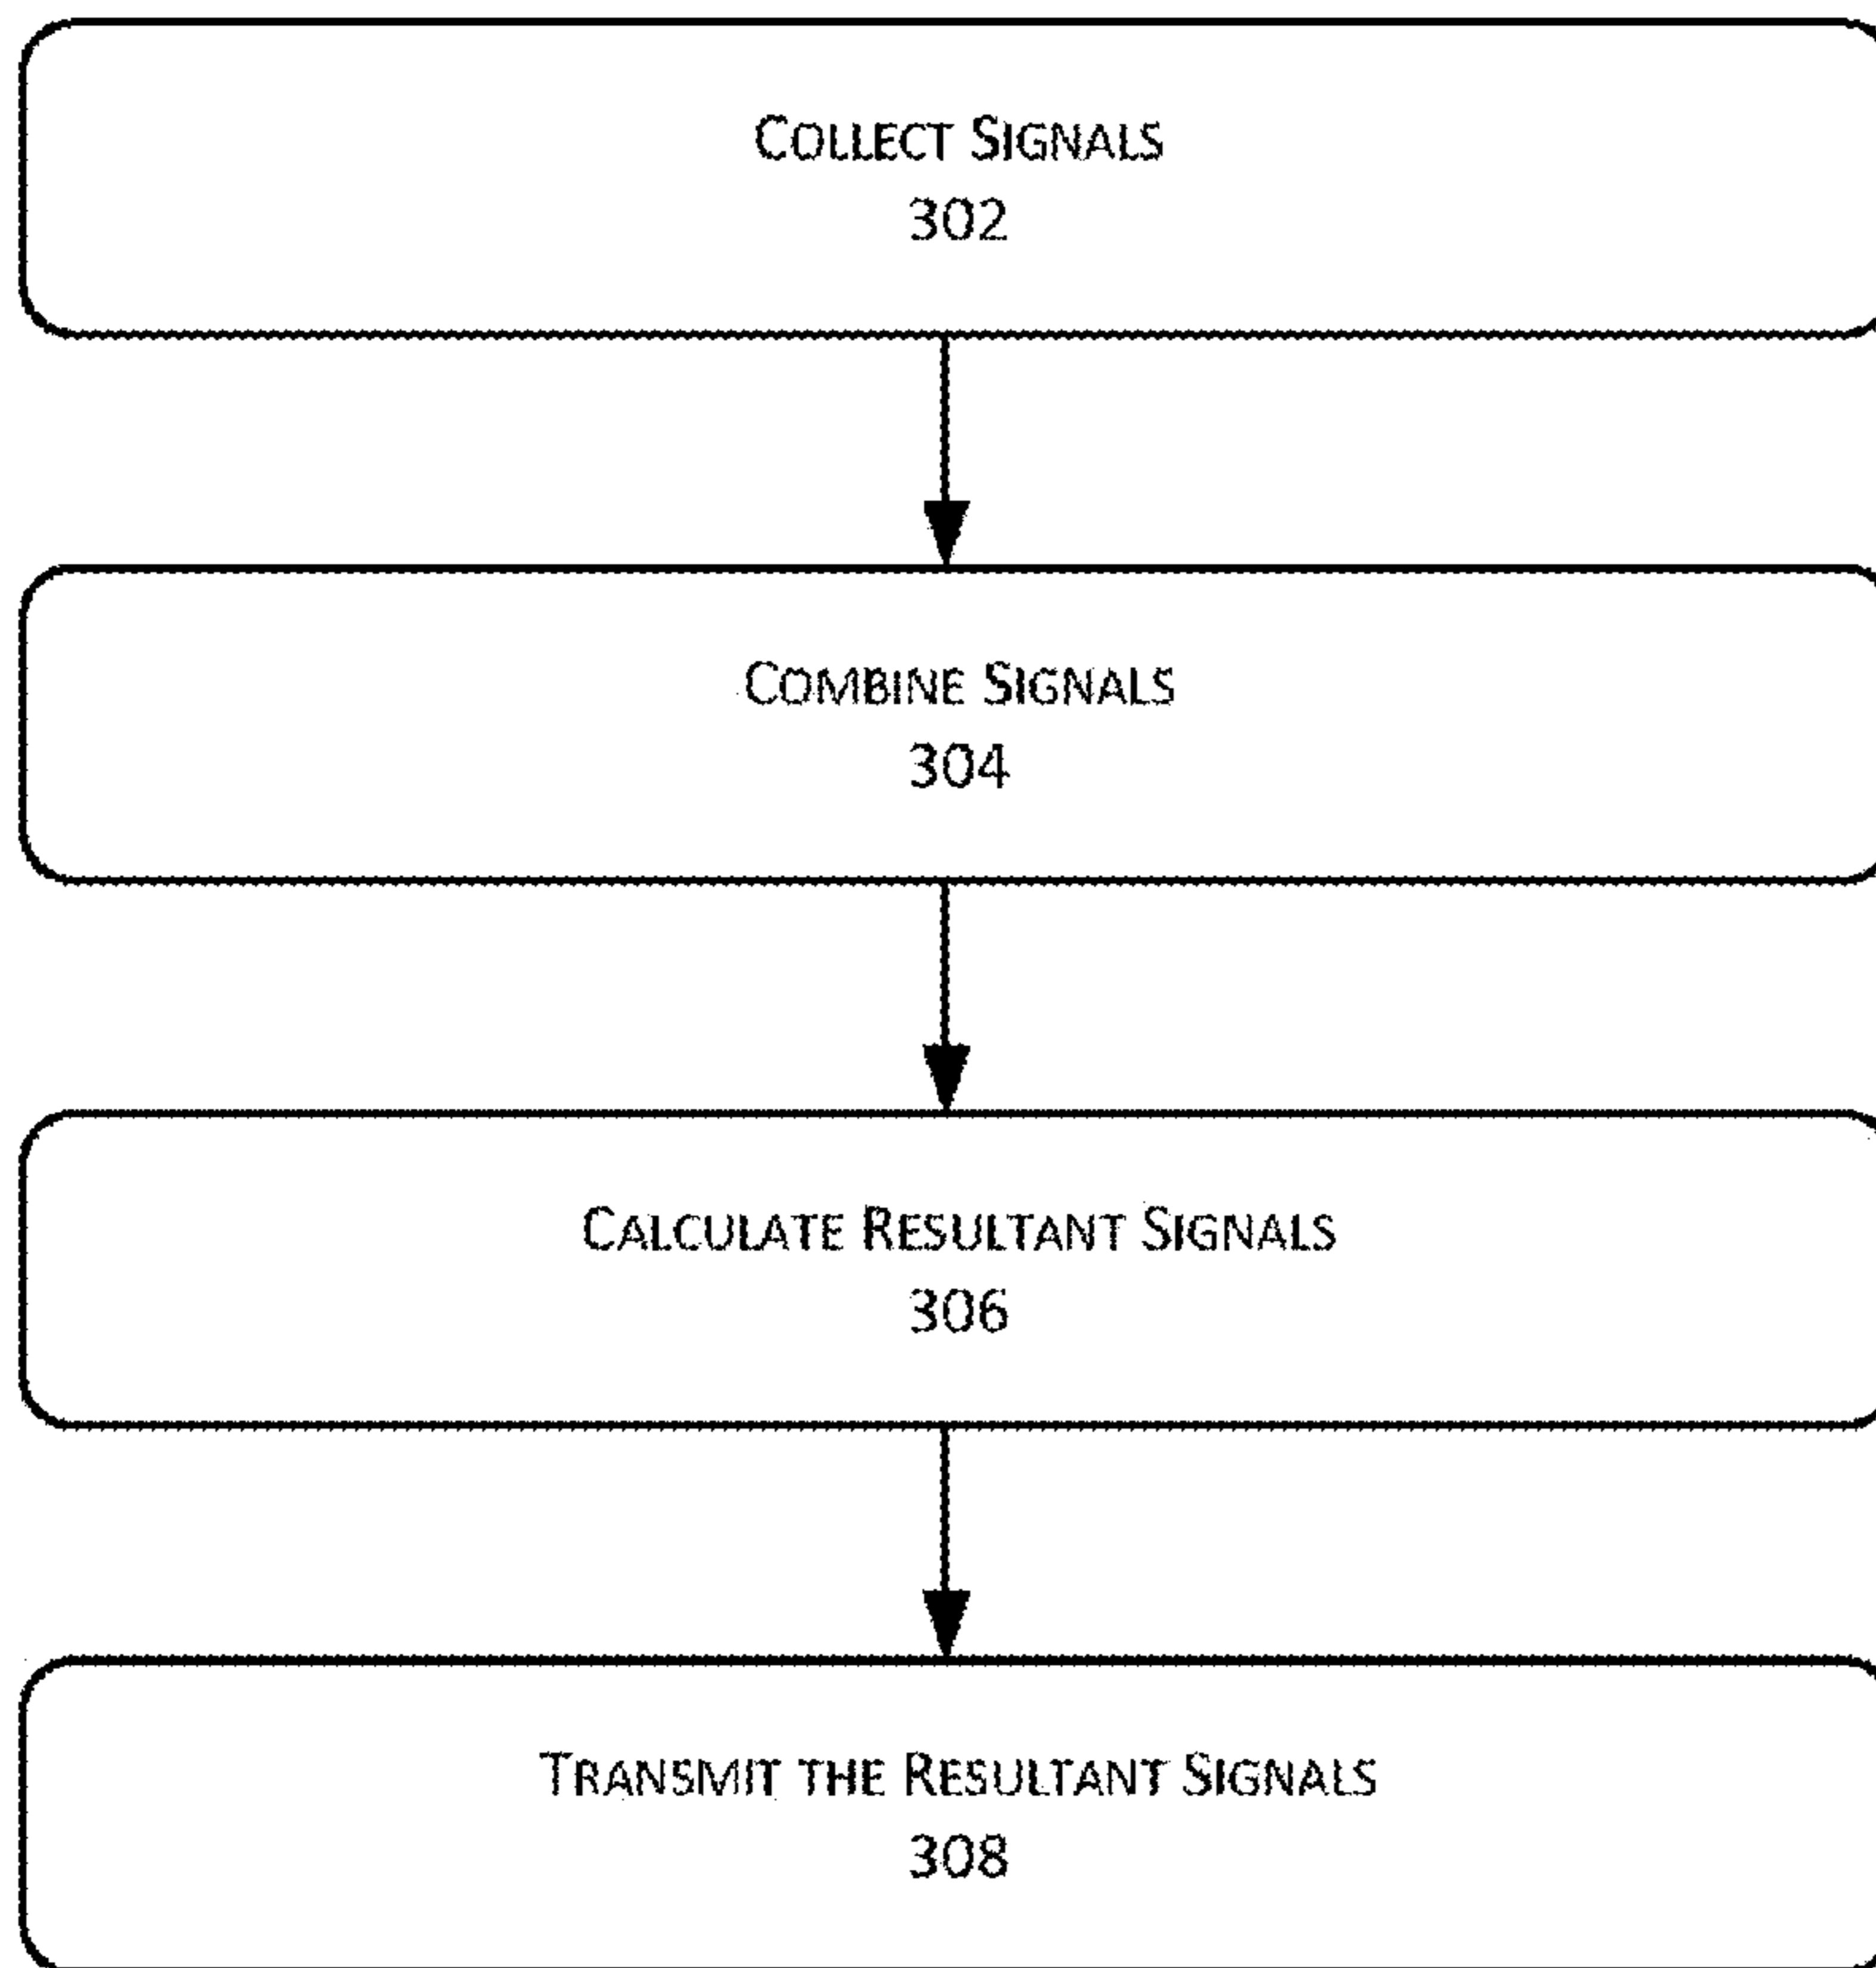 COLLECT SIGNALS
302
COMBINE SIGNALS
304
CALCULATE RESULTANT SIGNALS
306
TRANSMIT THE RESULTANT SIGNALS
308